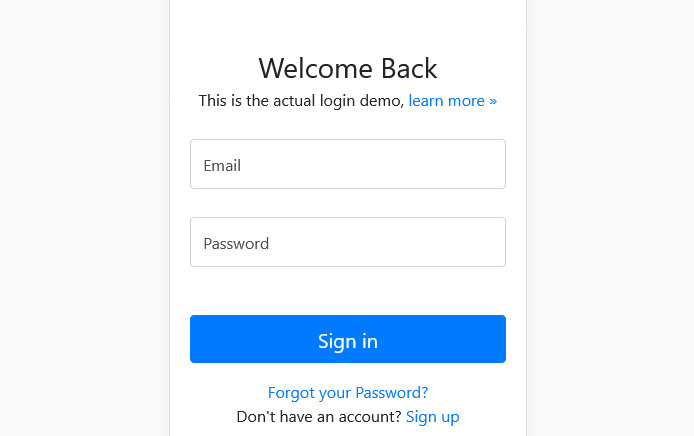 Welcome Back
This is the actual login demo, learn more »
Email
Password
Sign in
Forgot your Password?
Don't have an account? Sign up